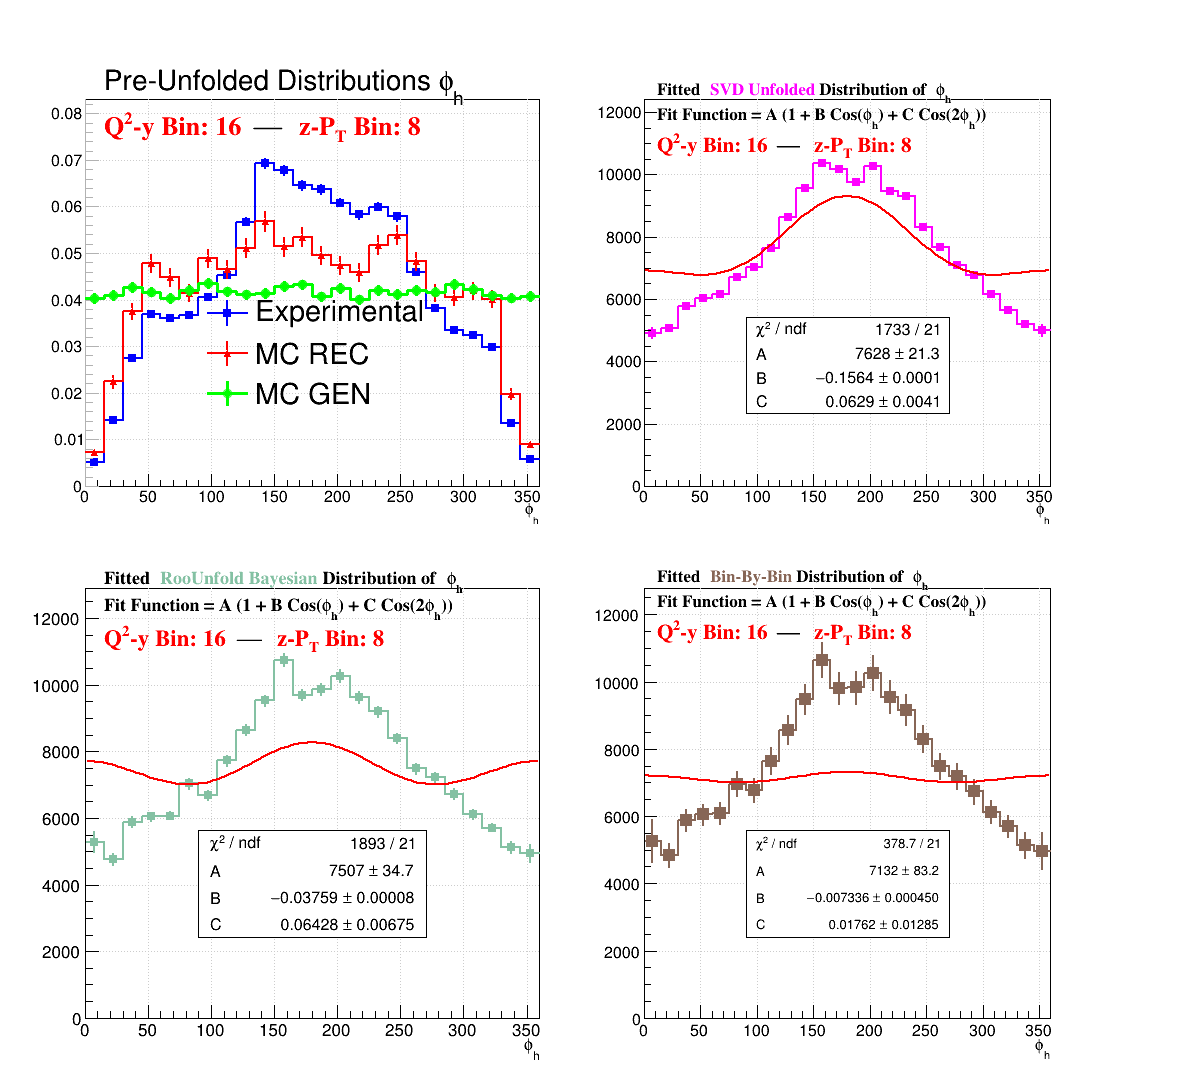 Pre-Unfolded Distributions ϕh
Q²-y Bin: 16 — z-PT Bin: 8
0.08
0.07
0.06
0.05
0.04
0.03
0.02
0.01
0
Experimental
MC REC
MC GEN
0 50 100 150 200 250 300 350
ϕh
Fitted SVD Unfolded Distribution of ϕh
Fit Function = A (1 + B Cos(ϕh) + C Cos(2ϕh))
Q²-y Bin: 16 — z-PT Bin: 8
12000
10000
8000
6000
4000
2000
0
χ² / ndf 1733 / 21
A 7628 ± 21.3
B −0.1564 ± 0.0001
C 0.0629 ± 0.0041
0 50 100 150 200 250 300 350
ϕh
Fitted RooUnfold Bayesian Distribution of ϕh
Fit Function = A (1 + B Cos(ϕh) + C Cos(2ϕh))
Q²-y Bin: 16 — z-PT Bin: 8
12000
10000
8000
6000
4000
2000
0
χ² / ndf 1893 / 21
A 7507 ± 34.7
B −0.03759 ± 0.00008
C 0.06428 ± 0.00675
0 50 100 150 200 250 300 350
ϕh
Fitted Bin-By-Bin Distribution of ϕh
Fit Function = A (1 + B Cos(ϕh) + C Cos(2ϕh))
Q²-y Bin: 16 — z-PT Bin: 8
12000
10000
8000
6000
4000
2000
0
χ² / ndf 378.7 / 21
A 7132 ± 83.2
B −0.007336 ± 0.000450
C 0.01762 ± 0.01285
0 50 100 150 200 250 300 350
ϕh